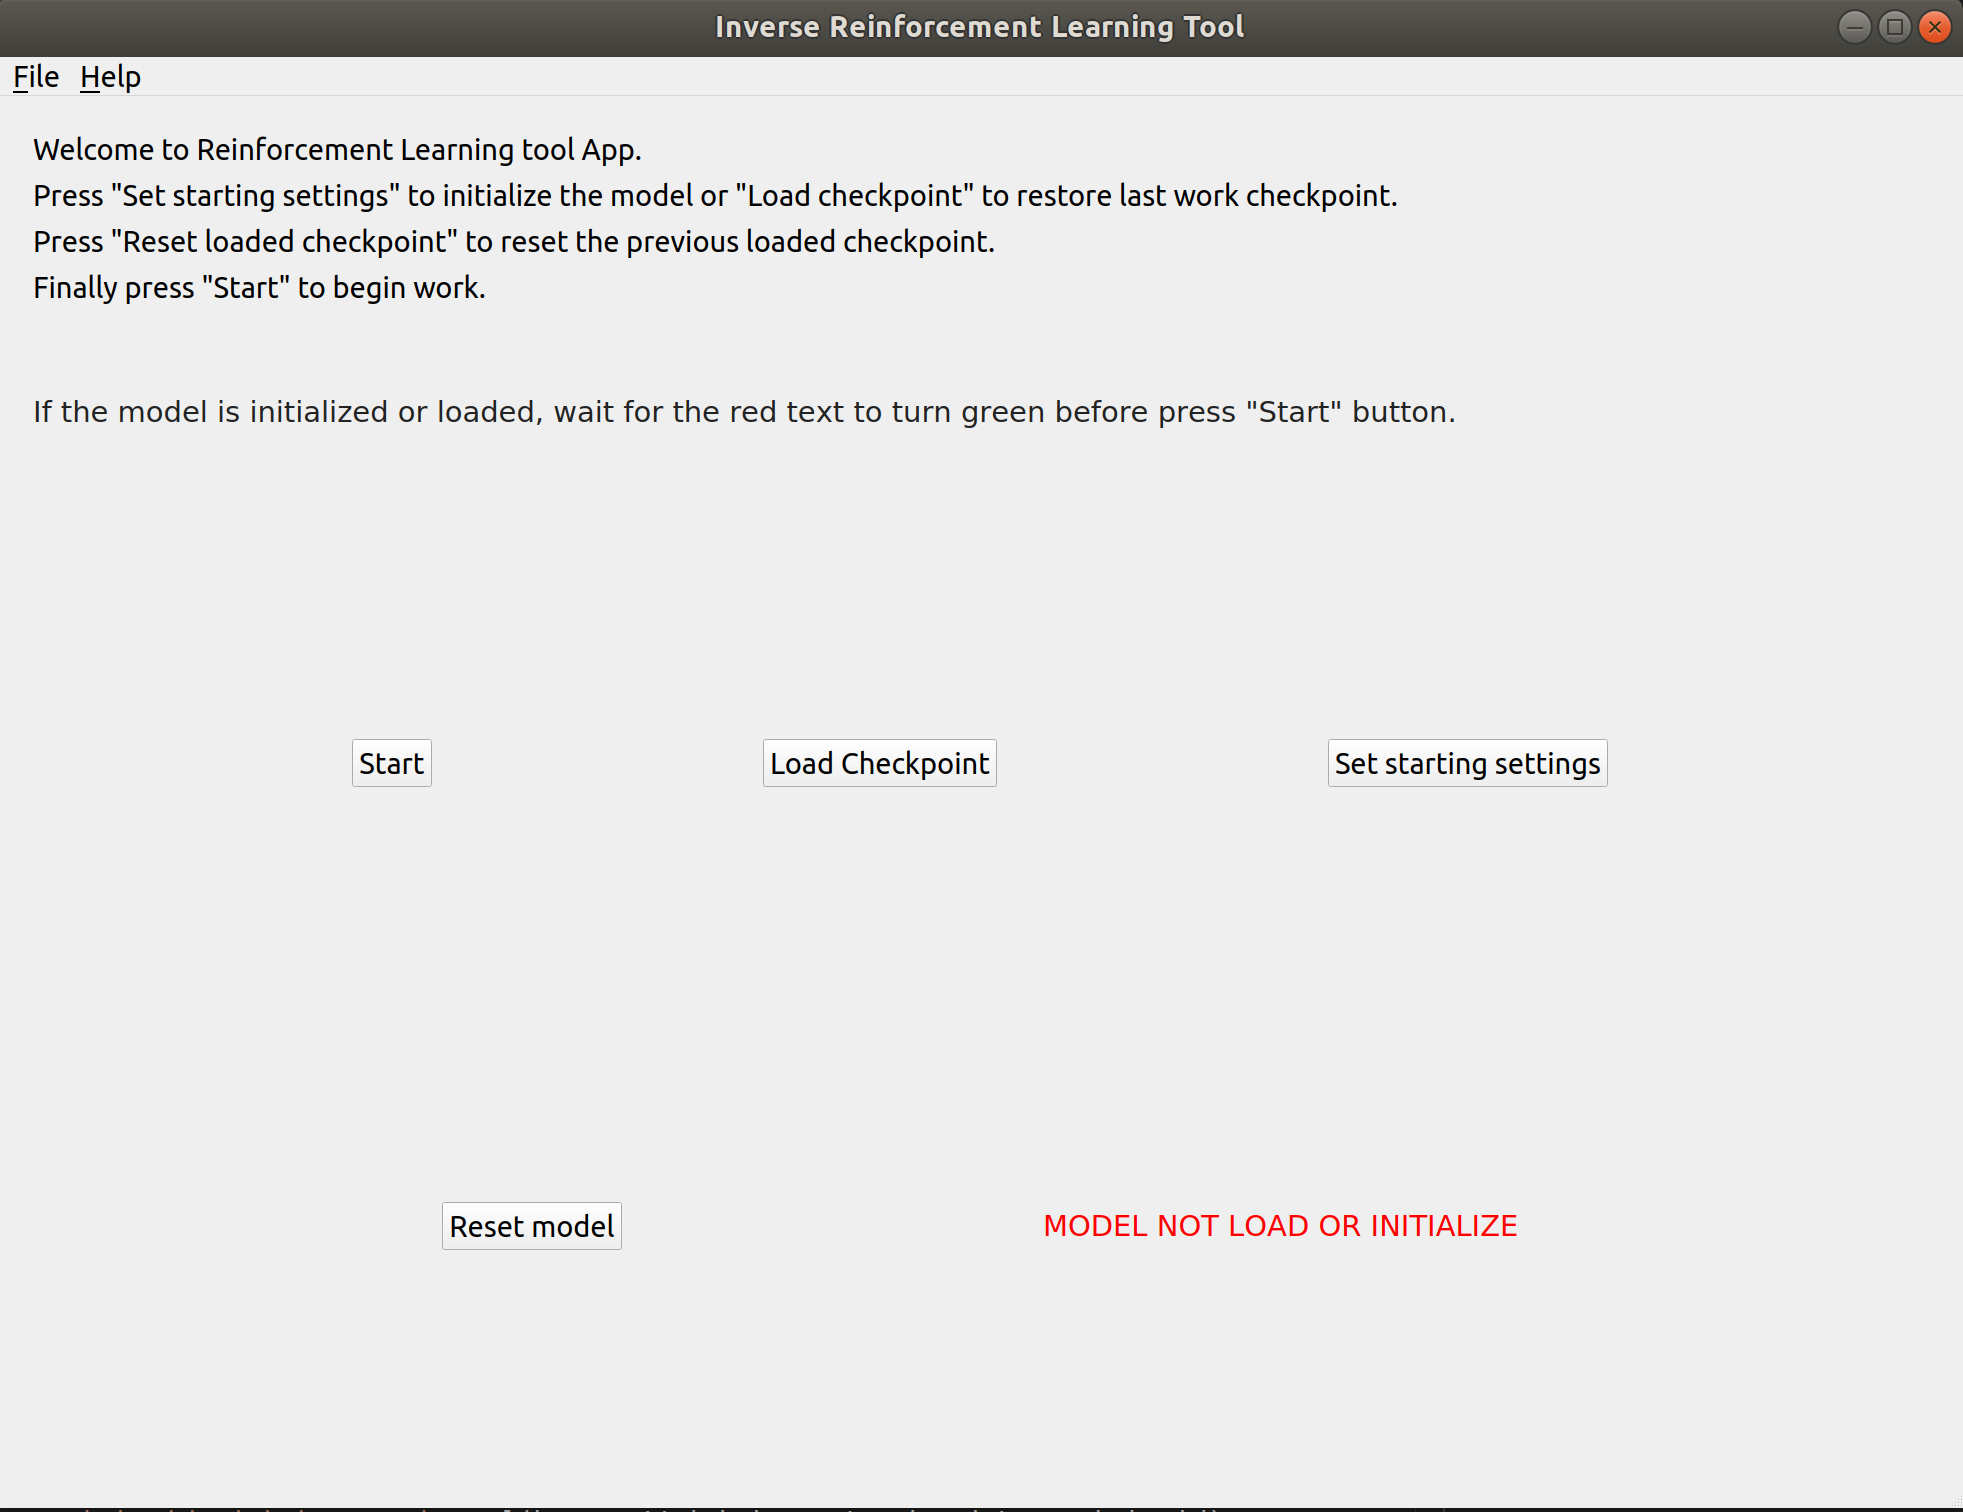 Inverse Reinforcement Learning Tool
File Help
Welcome to Reinforcement Learning tool App.
Press "Set starting settings" to initialize the model or "Load checkpoint" to restore last work checkpoint.
Press "Reset loaded checkpoint" to reset the previous loaded checkpoint.
Finally press "Start" to begin work.
If the model is initialized or loaded, wait for the red text to turn green before press "Start" button.
Start Load Checkpoint Set starting settings
Reset model MODEL NOT LOAD OR INITIALIZE